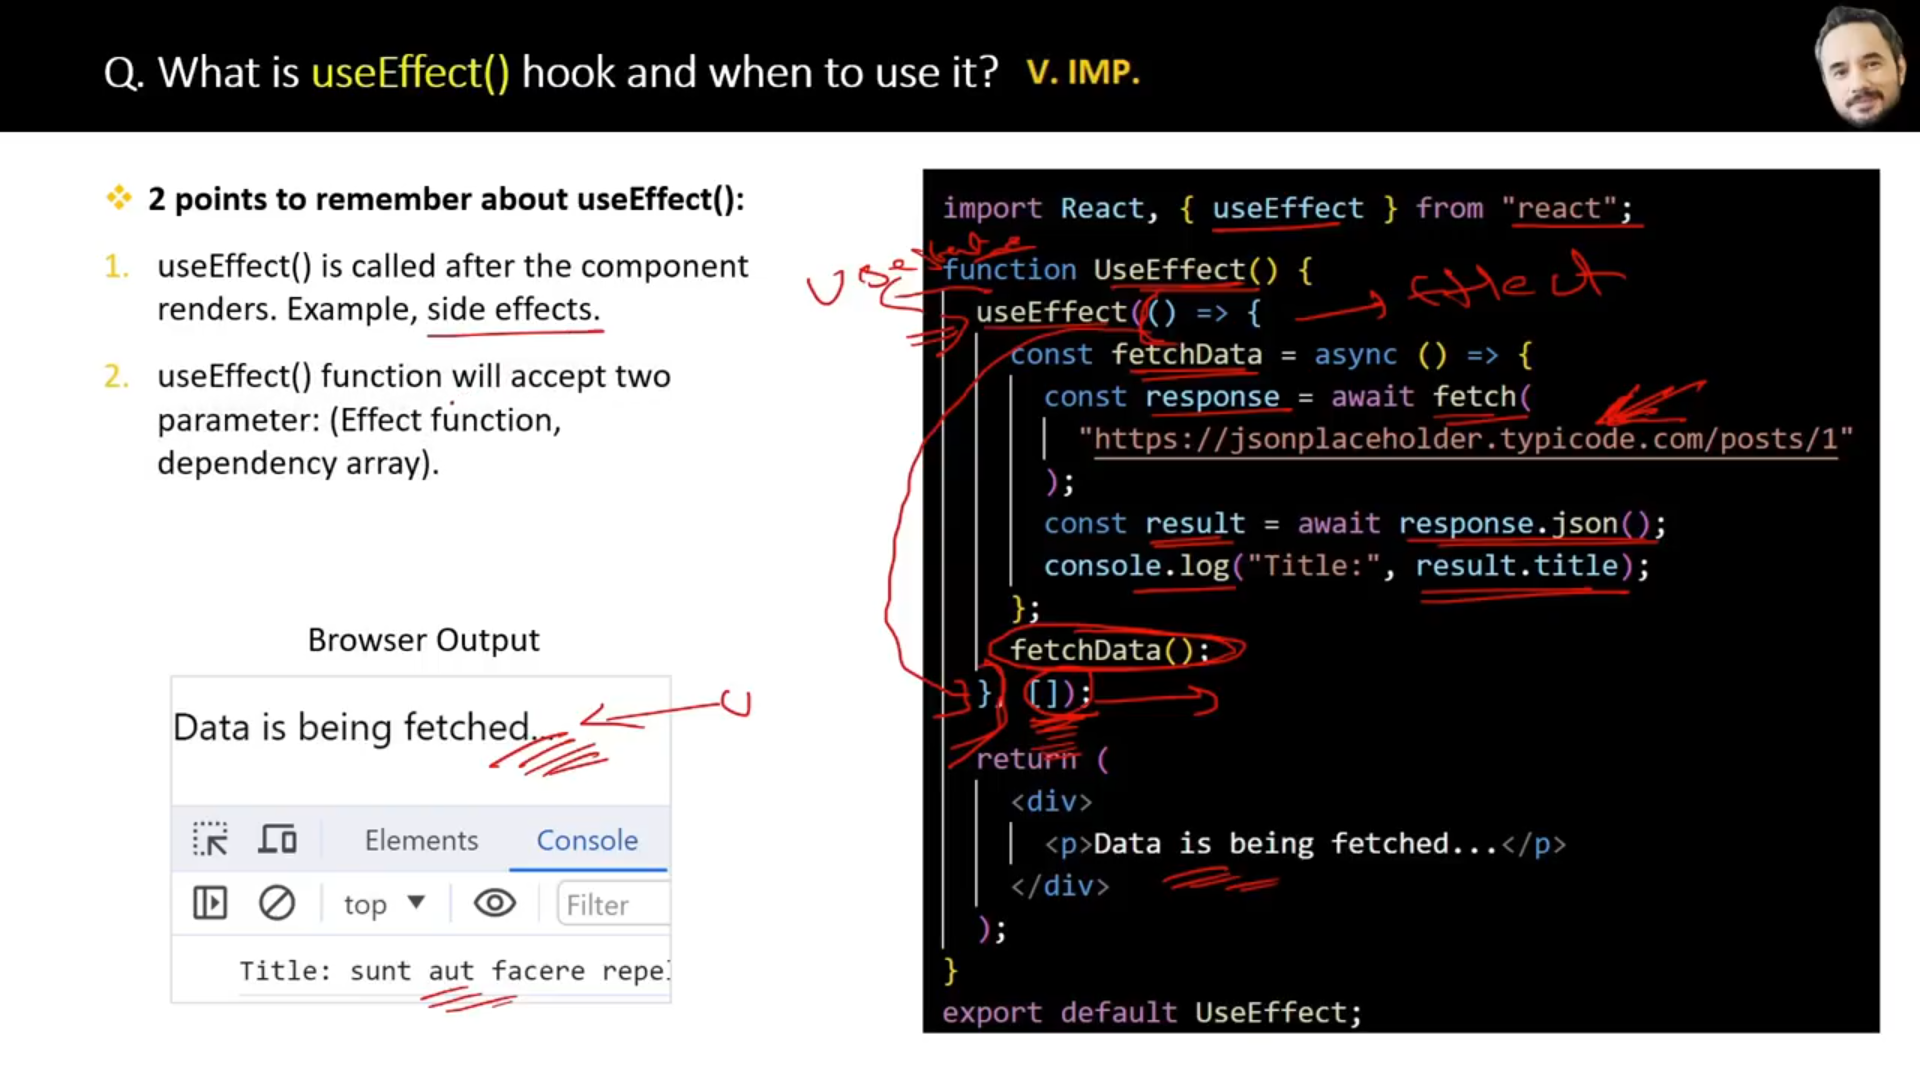 Q. What is useEffect() hook and when to use it? V. IMP.
2 points to remember about useEffect():
1. useEffect() is called after the component
renders. Example, side effects.
2. useEffect() function will accept two
parameter: (Effect function,
dependency array).
Browser Output
Data is being fetched...
Elements Console
top Filter
Title: sunt aut facere repel
import React, { useEffect } from "react";
function UseEffect() {
useEffect(() => {
const fetchData = async () => {
const response = await fetch(
"https://jsonplaceholder.typicode.com/posts/1"
);
const result = await response.json();
console.log("Title:", result.title);
};
fetchData();
}, []);
return (
<div>
<p>Data is being fetched...</p>
</div>
);
}
export default UseEffect;
useState
effect